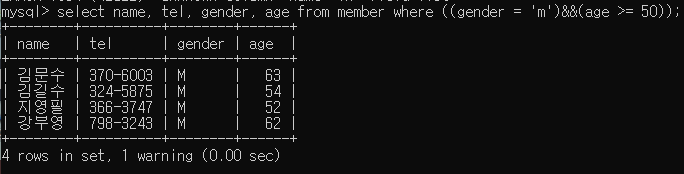 mysql> select name, tel, gender, age from member where ((gender = 'm')&&(age >= 50));
+--------+----------+--------+------+
| name | tel | gender | age |
+--------+----------+--------+------+
| 김문수 | 370-6003 | M | 63 |
| 김길수 | 324-5875 | M | 54 |
| 지영필 | 366-3747 | M | 52 |
| 강부영 | 798-3243 | M | 62 |
+--------+----------+--------+------+
4 rows in set, 1 warning (0.00 sec)